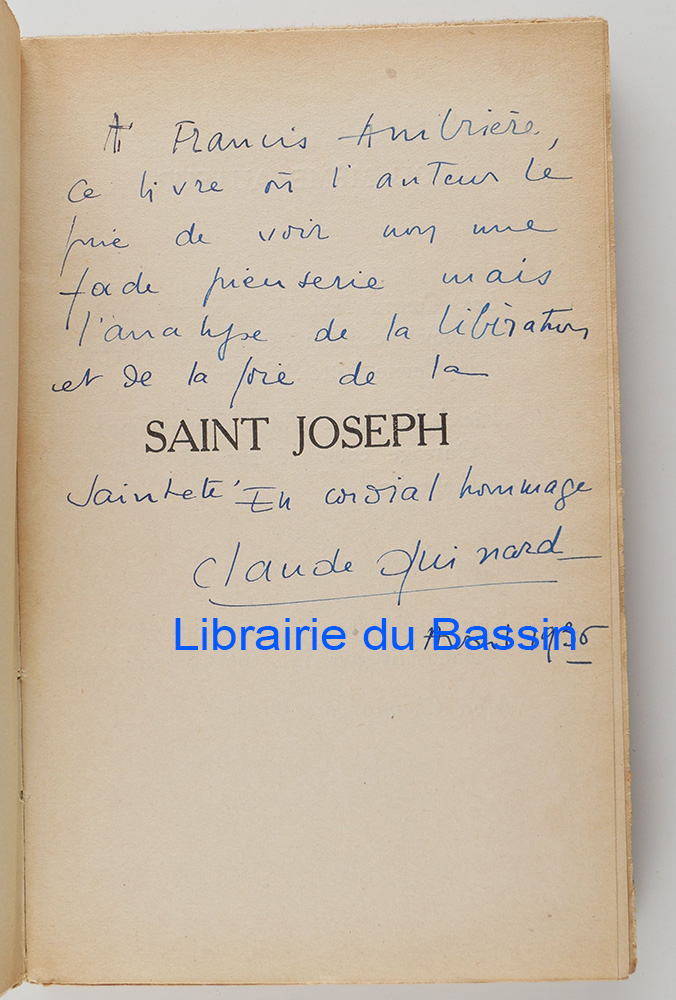 A Francis Ambrière,
ce livre où l'auteur le
prie de voir non une
fade pieuserie mais
l'analyse de la libération
et de la joie de la
SAINT JOSEPH
Sainteté. En cordial hommage
Claude Quinard
Librairie du Bassin
1936